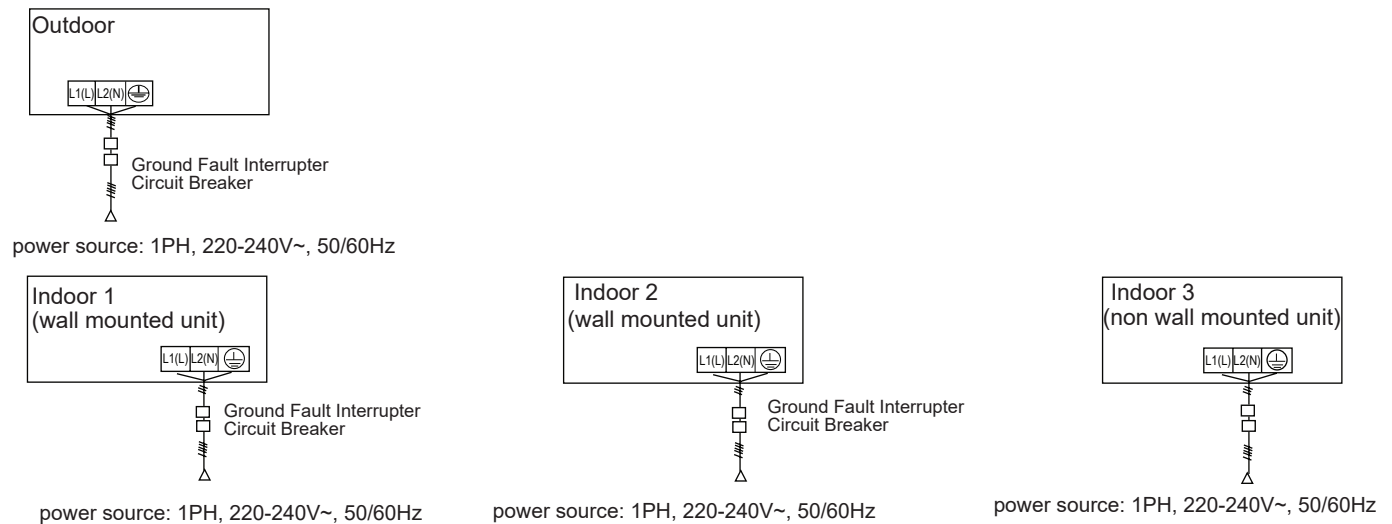 Outdoor
L1(L) L2(N)
Ground Fault Interrupter
Circuit Breaker
power source: 1PH, 220-240V~, 50/60Hz
Indoor 1
(wall mounted unit)
L1(L) L2(N)
Ground Fault Interrupter
Circuit Breaker
power source: 1PH, 220-240V~, 50/60Hz
Indoor 2
(wall mounted unit)
L1(L) L2(N)
Ground Fault Interrupter
Circuit Breaker
power source: 1PH, 220-240V~, 50/60Hz
Indoor 3
(non wall mounted unit)
L1(L) L2(N)
power source: 1PH, 220-240V~, 50/60Hz